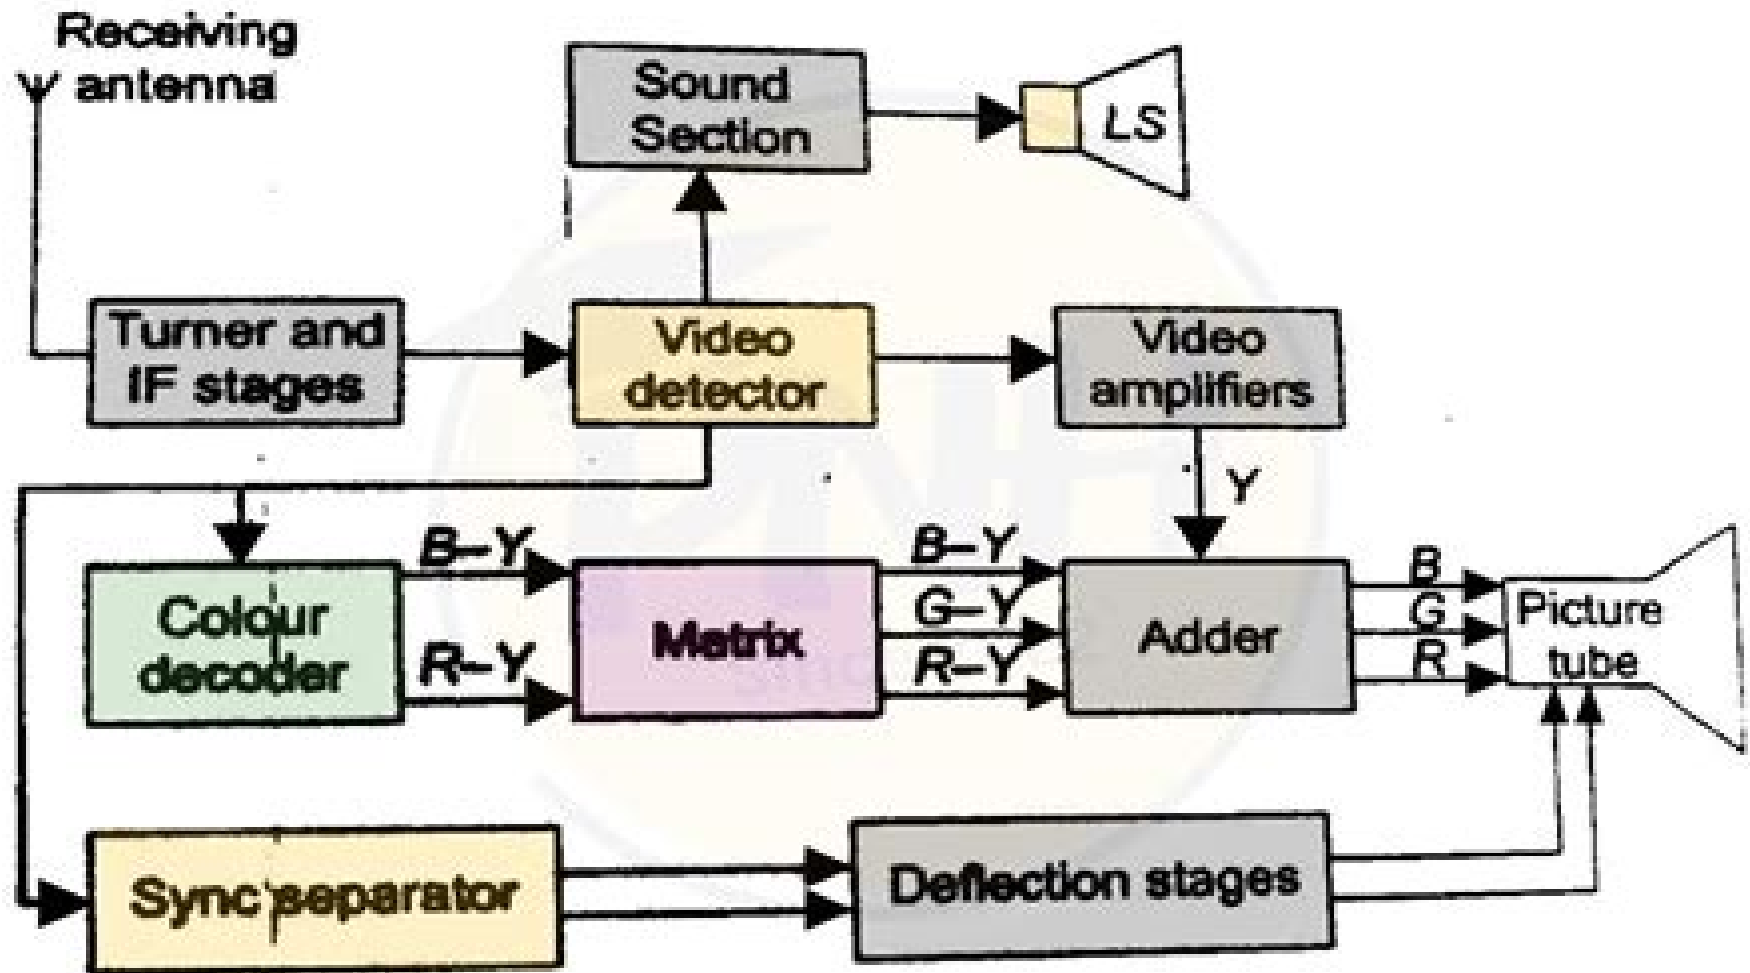 Receiving
antenna
Sound
Section
LS
Turner and
IF stages
Video
detector
Video
amplifiers
Y
Colour
decoder
B–Y
R–Y
Matrix
B–Y
G–Y
R–Y
Adder
B
G
R
Picture
tube
Sync separator
Deflection stages